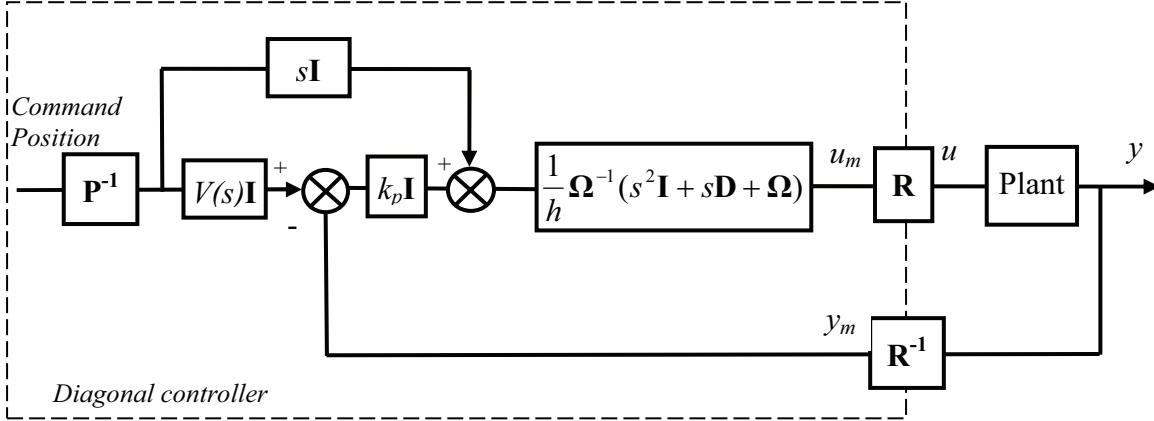 sI
Command
Position
P⁻¹
V(s)I
+
-
kₚI
+
1/h Ω⁻¹(s²I + sD + Ω)
uₘ
R
u
Plant
y
yₘ
R⁻¹
Diagonal controller